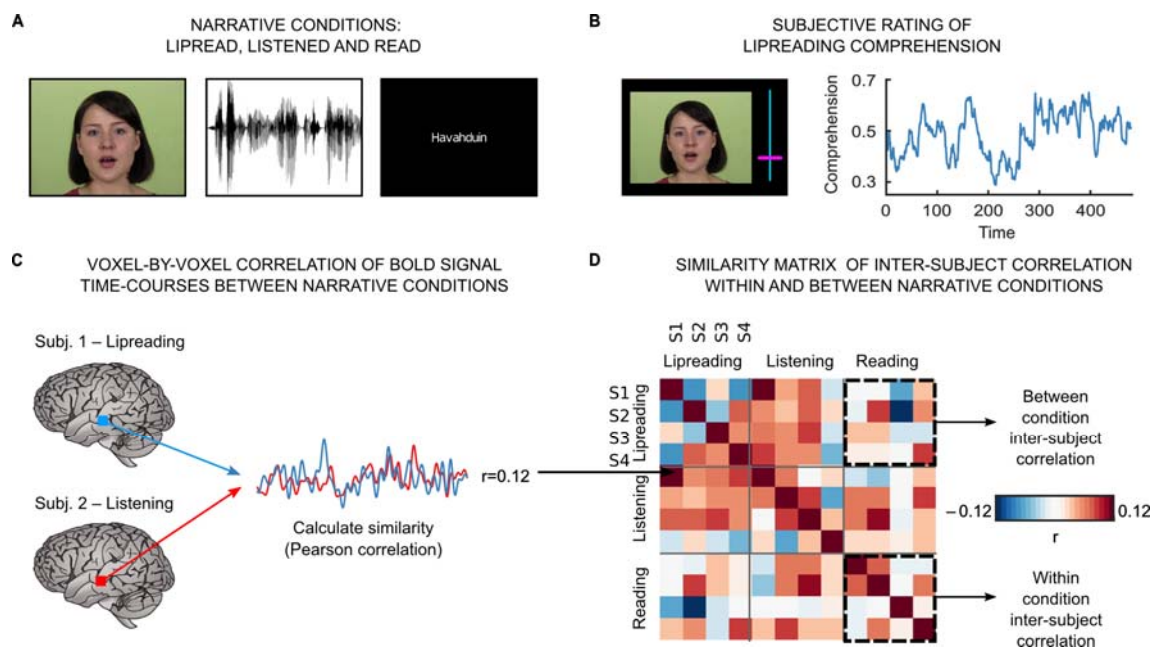 A
NARRATIVE CONDITIONS:
LIPREAD, LISTENED AND READ
Havahduin
B
SUBJECTIVE RATING OF
LIPREADING COMPREHENSION
Comprehension
0.7
0.5
0.3
0
100
200
300
400
Time
C
VOXEL-BY-VOXEL CORRELATION OF BOLD SIGNAL
TIME-COURSES BETWEEN NARRATIVE CONDITIONS
Subj. 1 – Lipreading
Subj. 2 – Listening
r=0.12
Calculate similarity
(Pearson correlation)
D
SIMILARITY MATRIX OF INTER-SUBJECT CORRELATION
WITHIN AND BETWEEN NARRATIVE CONDITIONS
S1
S2
S3
S4
Lipreading
Listening
Reading
S1
S2
S3
S4
Lipreading
Listening
Reading
Between
condition
inter-subject
correlation
−0.12
0.12
r
Within
condition
inter-subject
correlation